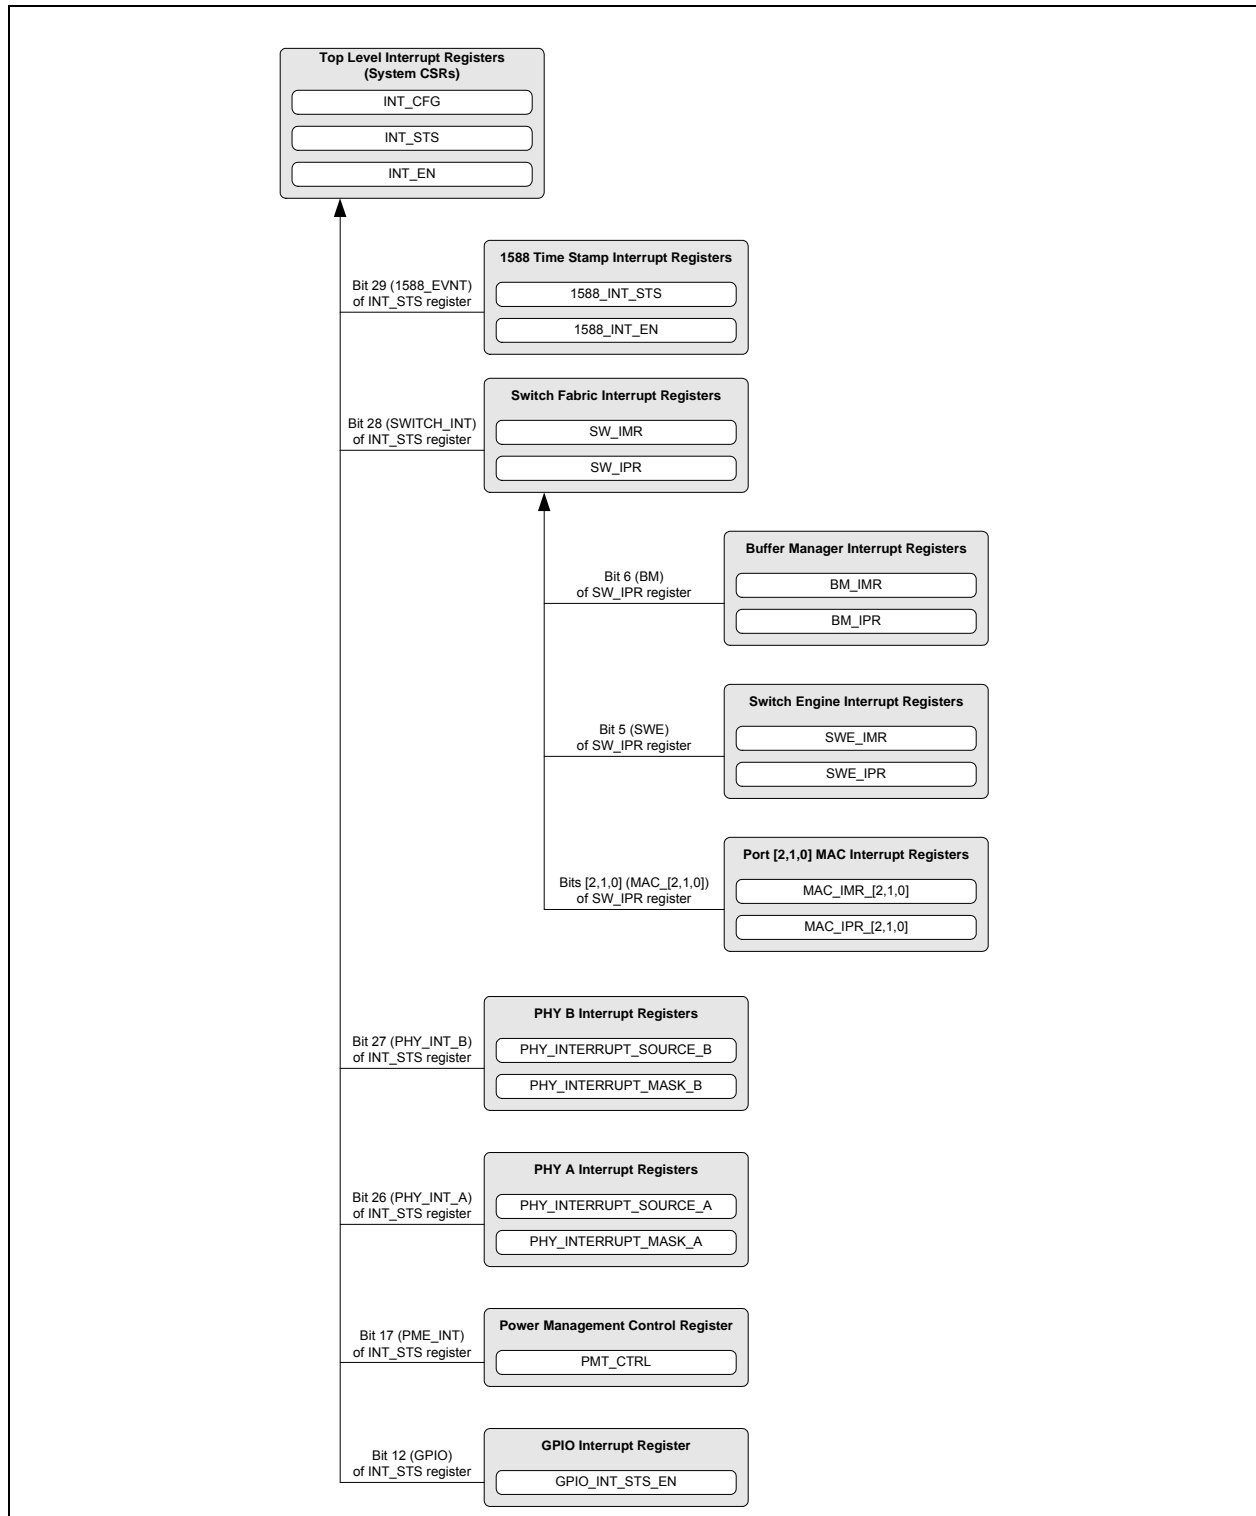 Top Level Interrupt Registers
(System CSRs)
INT_CFG
INT_STS
INT_EN
1588 Time Stamp Interrupt Registers
Bit 29 (1588_EVNT)
of INT_STS register
1588_INT_STS
1588_INT_EN
Switch Fabric Interrupt Registers
Bit 28 (SWITCH_INT)
of INT_STS register
SW_IMR
SW_IPR
Buffer Manager Interrupt Registers
Bit 6 (BM)
of SW_IPR register
BM_IMR
BM_IPR
Switch Engine Interrupt Registers
Bit 5 (SWE)
of SW_IPR register
SWE_IMR
SWE_IPR
Port [2,1,0] MAC Interrupt Registers
Bits [2,1,0] (MAC_[2,1,0])
of SW_IPR register
MAC_IMR_[2,1,0]
MAC_IPR_[2,1,0]
PHY B Interrupt Registers
Bit 27 (PHY_INT_B)
of INT_STS register
PHY_INTERRUPT_SOURCE_B
PHY_INTERRUPT_MASK_B
PHY A Interrupt Registers
Bit 26 (PHY_INT_A)
of INT_STS register
PHY_INTERRUPT_SOURCE_A
PHY_INTERRUPT_MASK_A
Power Management Control Register
Bit 17 (PME_INT)
of INT_STS register
PMT_CTRL
GPIO Interrupt Register
Bit 12 (GPIO)
of INT_STS register
GPIO_INT_STS_EN